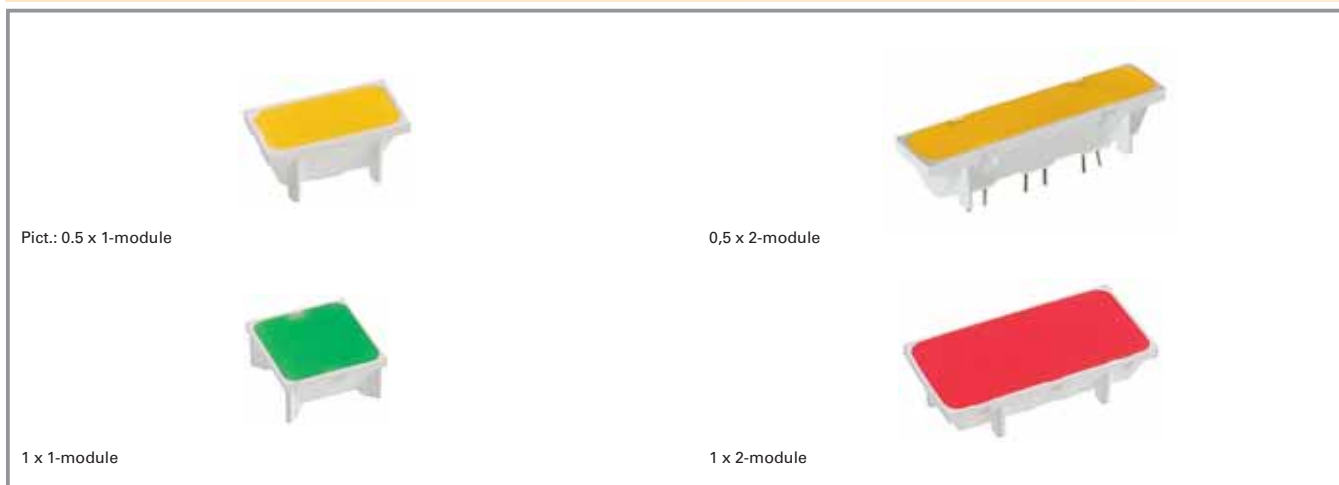 Pict.: 0.5 x 1-module
0,5 x 2-module
1 x 1-module
1 x 2-module